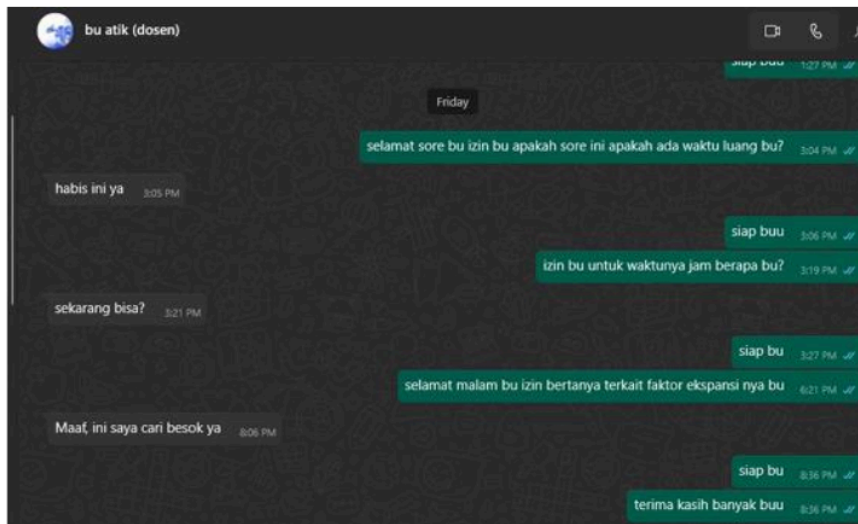 bu atik (dosen)
siap buu 1:27 PM
Friday
selamat sore bu izin bu apakah sore ini apakah ada waktu luang bu? 3:04 PM
habis ini ya 3:05 PM
siap buu 3:06 PM
izin bu untuk waktunya jam berapa bu? 3:19 PM
sekarang bisa? 3:21 PM
siap bu 3:27 PM
selamat malam bu izin bertanya terkait faktor ekspansi nya bu 6:21 PM
Maaf, ini saya cari besok ya 8:06 PM
siap bu 8:36 PM
terima kasih banyak buu 8:36 PM